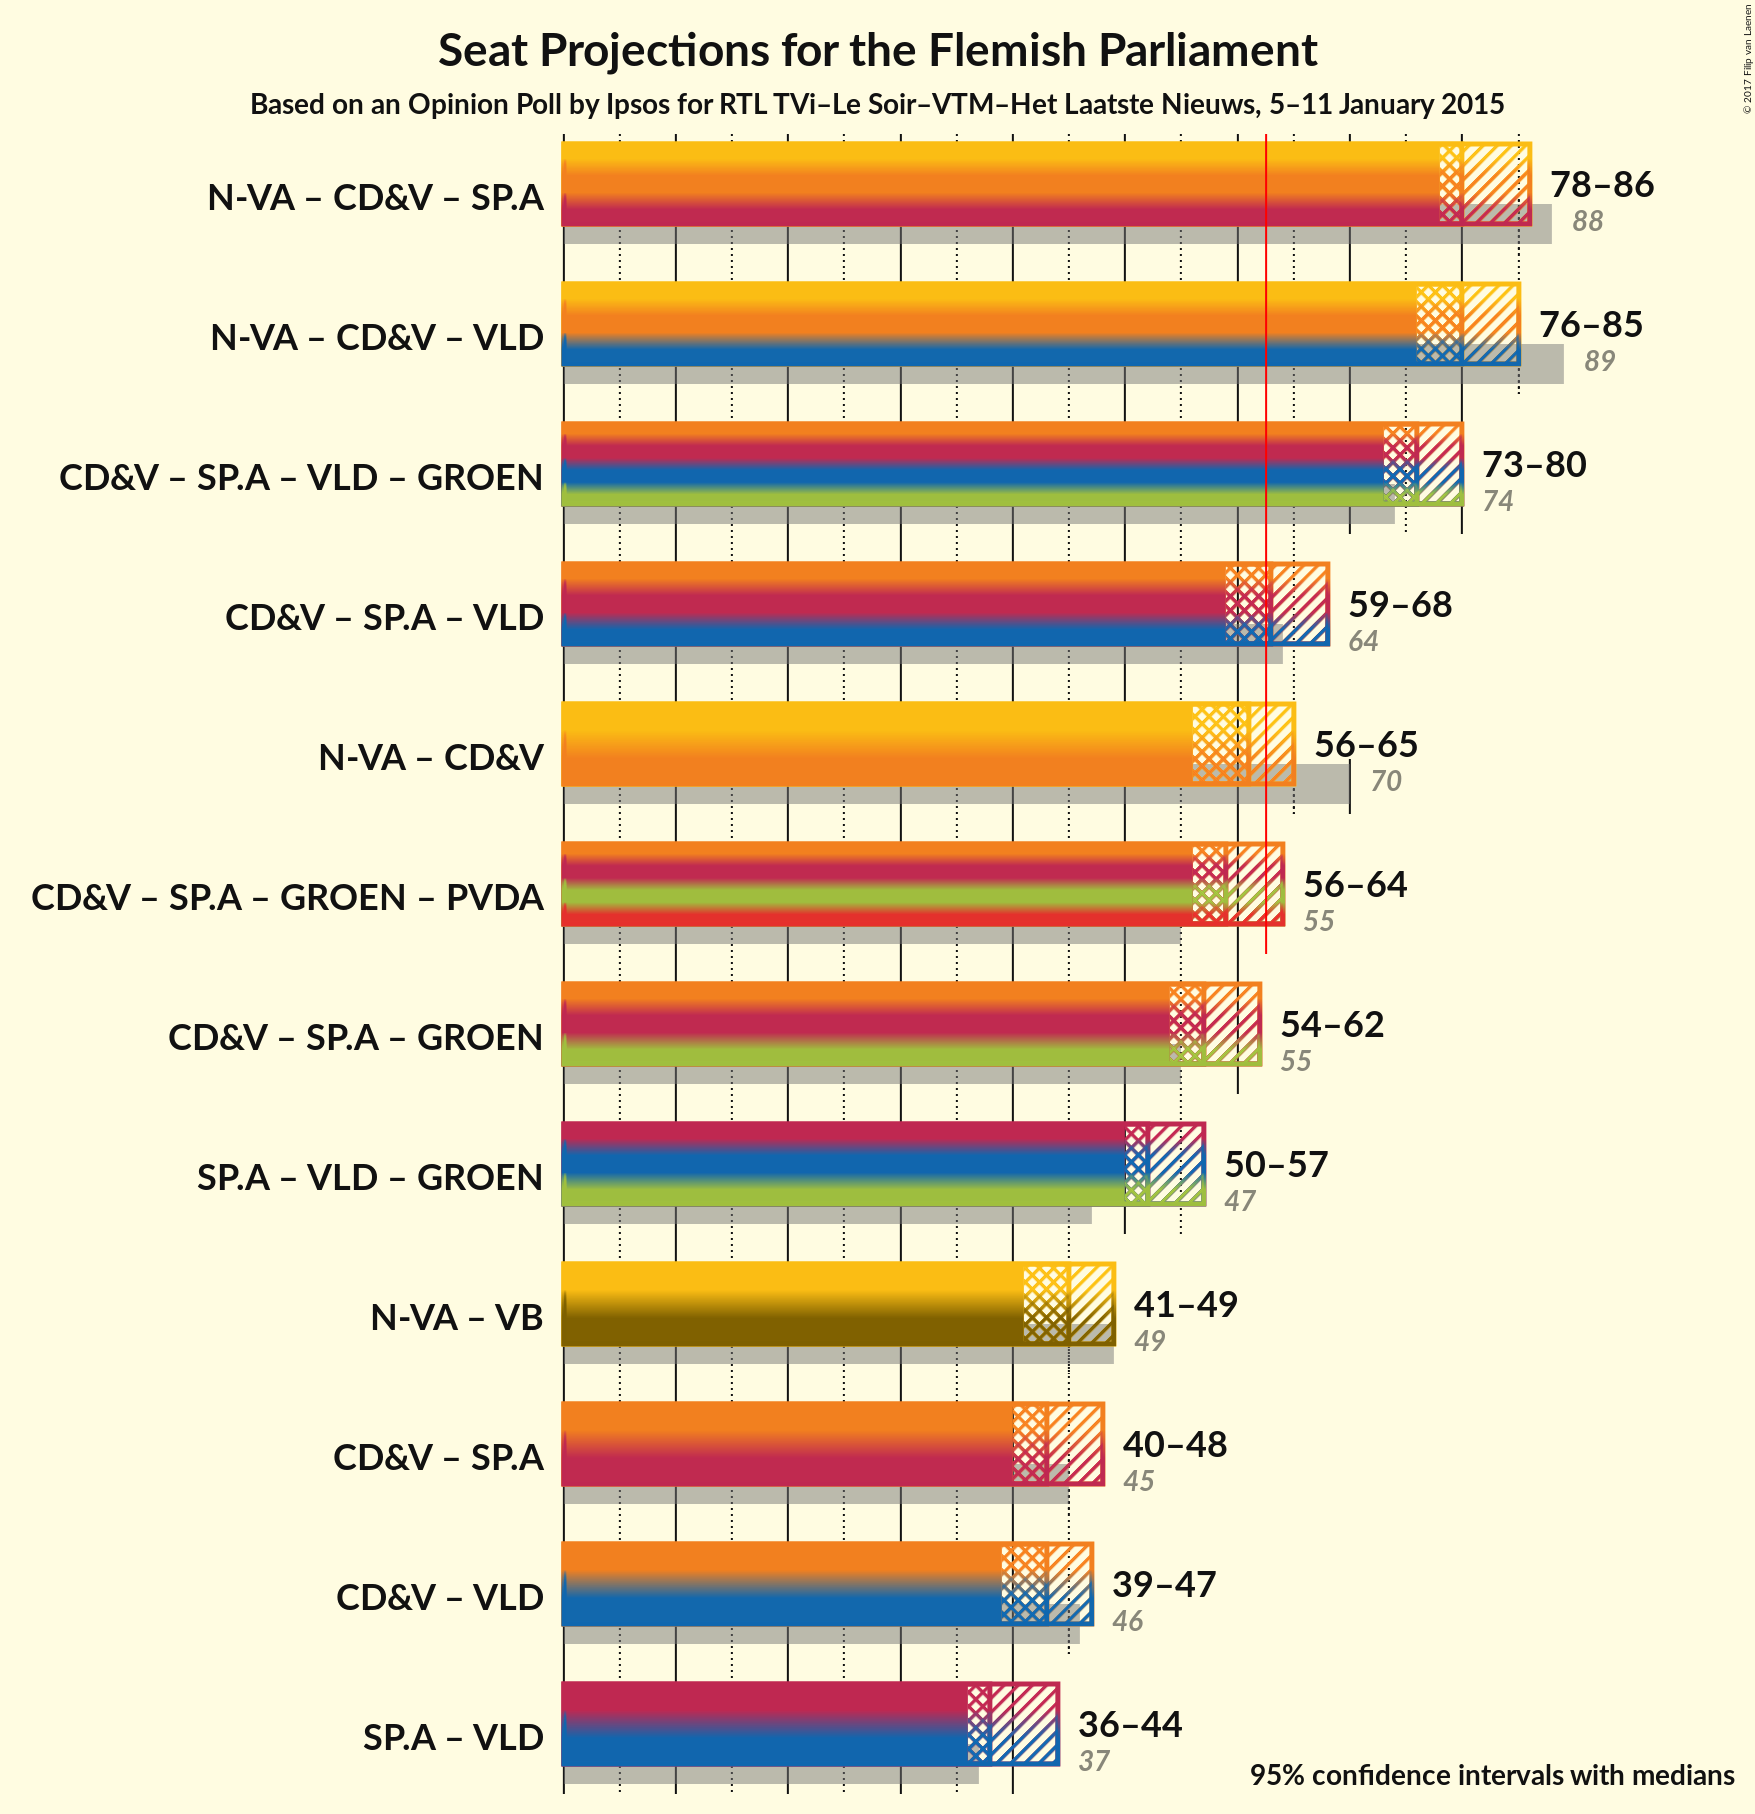 Seat Projections for the Flemish Parliament
Based on an Opinion Poll by Ipsos for RTL TVi–Le Soir–VTM–Het Laatste Nieuws, 5–11 January 2015
© 2017 Filip van Laenen
N-VA – CD&V – SP.A
78–86
88
N-VA – CD&V – VLD
76–85
89
CD&V – SP.A – VLD – GROEN
73–80
74
CD&V – SP.A – VLD
59–68
64
N-VA – CD&V
56–65
70
CD&V – SP.A – GROEN – PVDA
56–64
55
CD&V – SP.A – GROEN
54–62
55
SP.A – VLD – GROEN
50–57
47
N-VA – VB
41–49
49
CD&V – SP.A
40–48
45
CD&V – VLD
39–47
46
SP.A – VLD
36–44
37
95% confidence intervals with medians